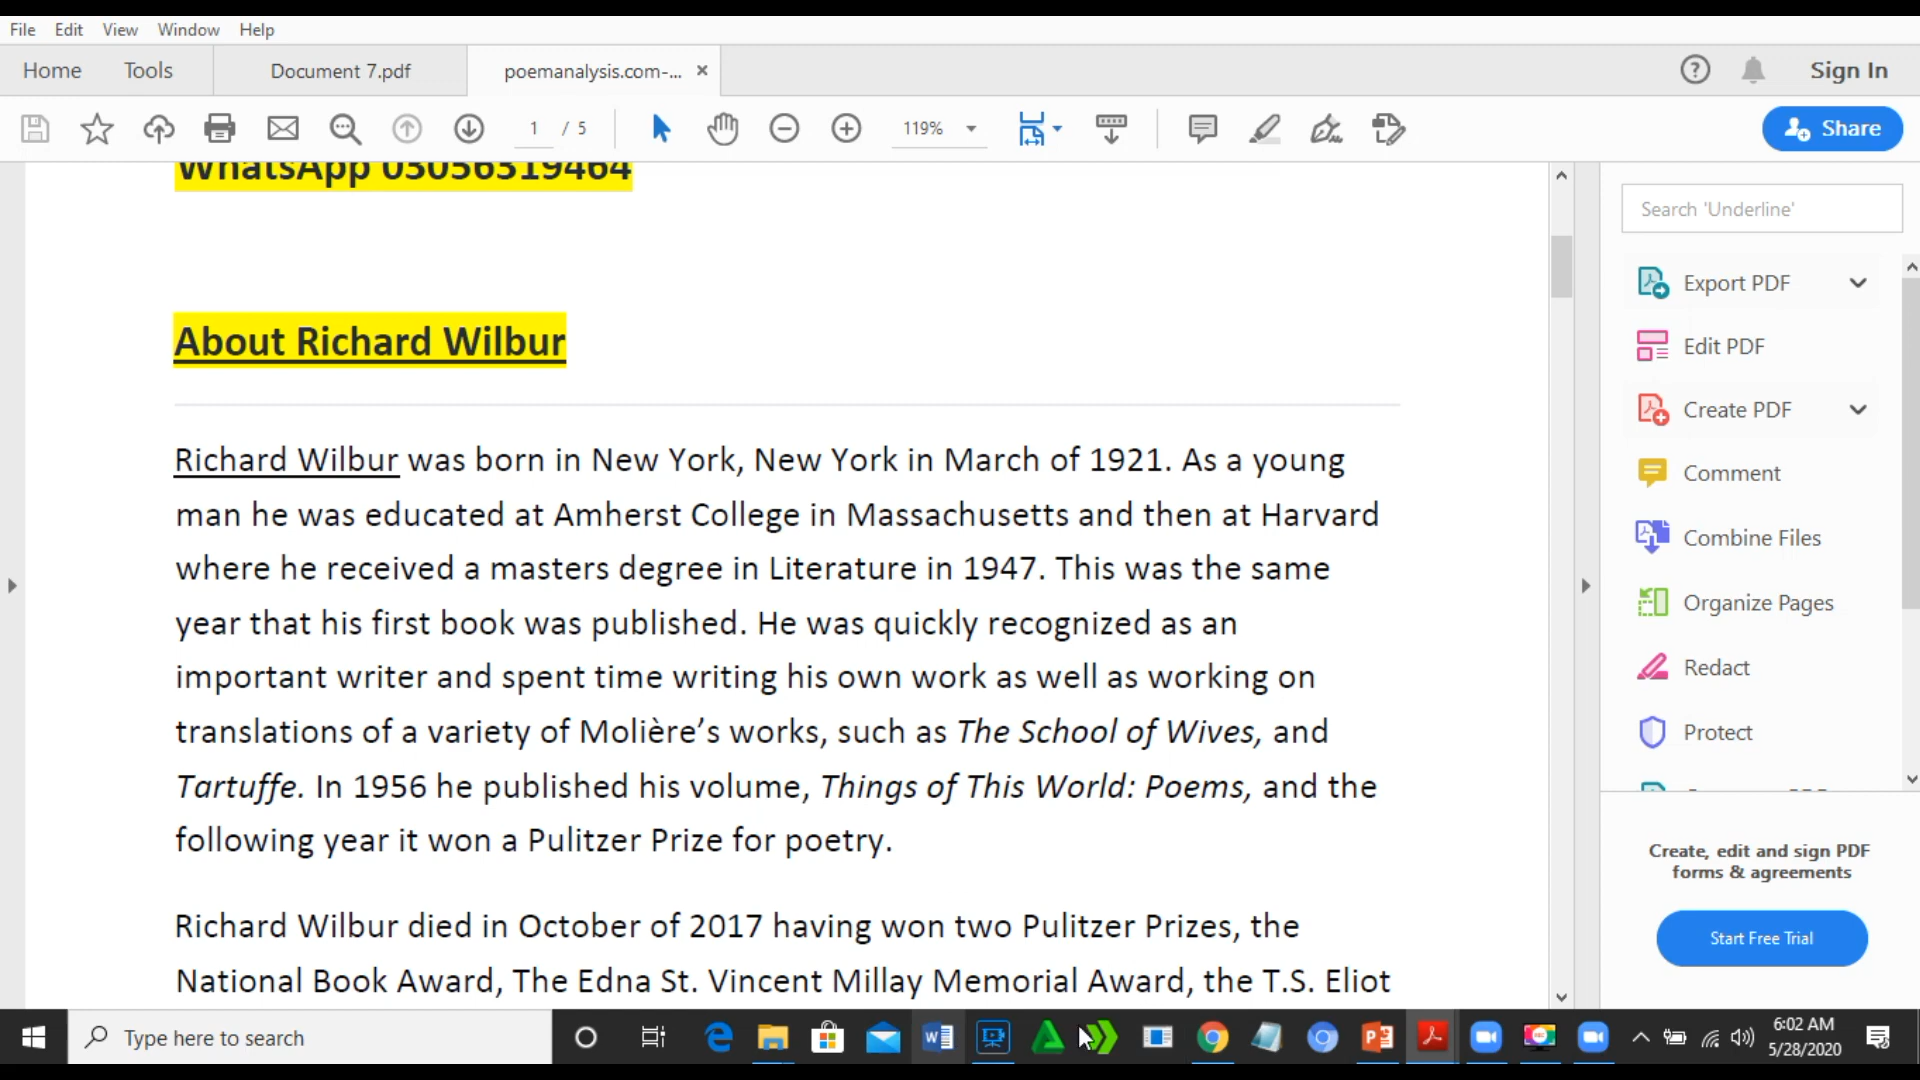 File Edit View Window Help
Home Tools Document 7.pdf poemanalysis.com-... × Sign In
1 / 5 119% Share
WhatsApp 03056319464
Search 'Underline'
About Richard Wilbur
Richard Wilbur was born in New York, New York in March of 1921. As a young
man he was educated at Amherst College in Massachusetts and then at Harvard
where he received a masters degree in Literature in 1947. This was the same
year that his first book was published. He was quickly recognized as an
important writer and spent time writing his own work as well as working on
translations of a variety of Molière’s works, such as The School of Wives, and
Tartuffe. In 1956 he published his volume, Things of This World: Poems, and the
following year it won a Pulitzer Prize for poetry.
Richard Wilbur died in October of 2017 having won two Pulitzer Prizes, the
National Book Award, The Edna St. Vincent Millay Memorial Award, the T.S. Eliot
Export PDF
Edit PDF
Create PDF
Comment
Combine Files
Organize Pages
Redact
Protect
Create, edit and sign PDF
forms & agreements
Start Free Trial
Type here to search
6:02 AM
5/28/2020